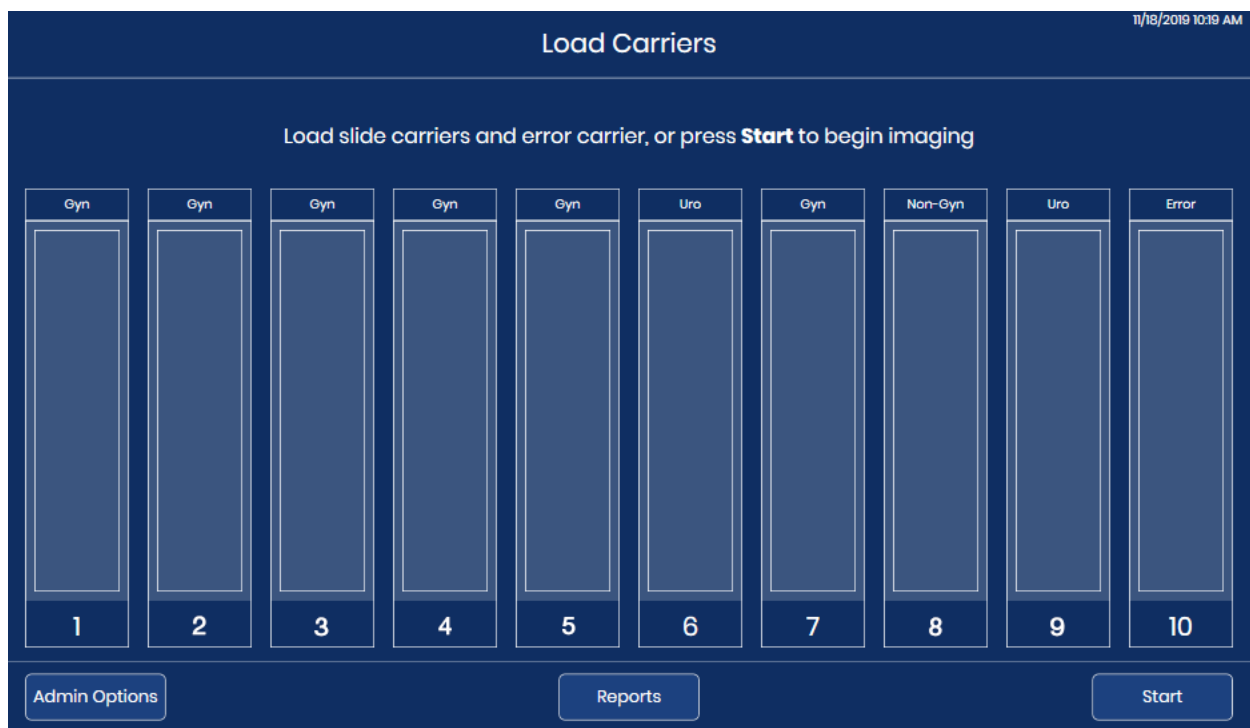 11/18/2019 10:19 AM
Load Carriers
Load slide carriers and error carrier, or press Start to begin imaging
Gyn Gyn Gyn Gyn Gyn Uro Gyn Non-Gyn Uro Error
1 2 3 4 5 6 7 8 9 10
Admin Options Reports Start